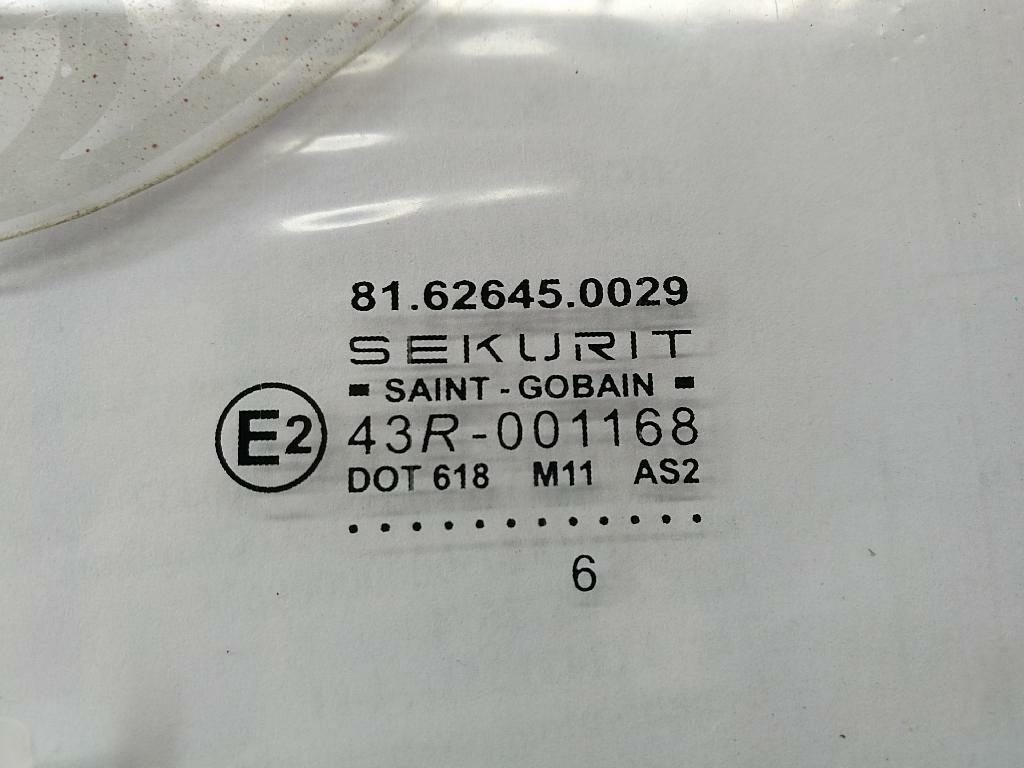 81.62645.0029
SEKURIT
SAINT-GOBAIN
E2 43R-001168
DOT 618 M11 AS2
............
6